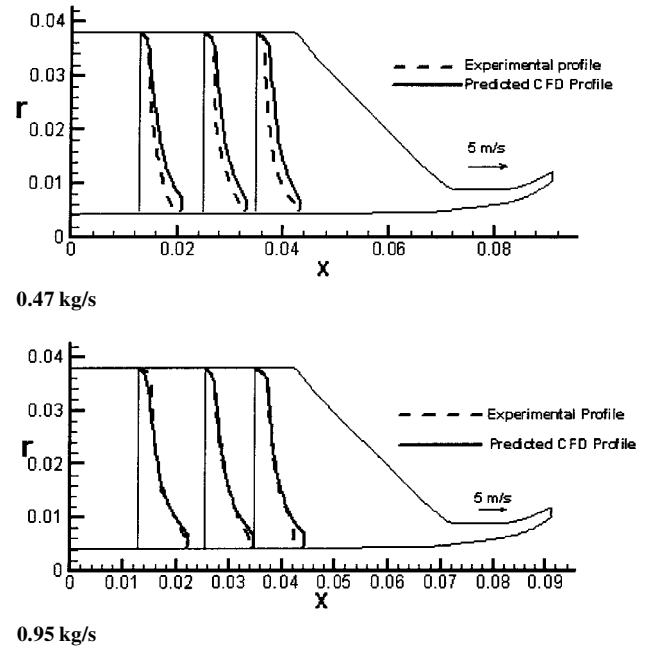 0.04
0.03
r
0.02
0.01
0
0
0.02
0.04
0.06
0.08
X
Experimental profile
Predicted CFD Profile
5 m/s
0.47 kg/s
0.04
0.03
r
0.02
0.01
0
0
0.01
0.02
0.03
0.04
0.05
0.06
0.07
0.08
0.09
X
Experimental Profile
Predicted CFD Profile
5 m/s
0.95 kg/s